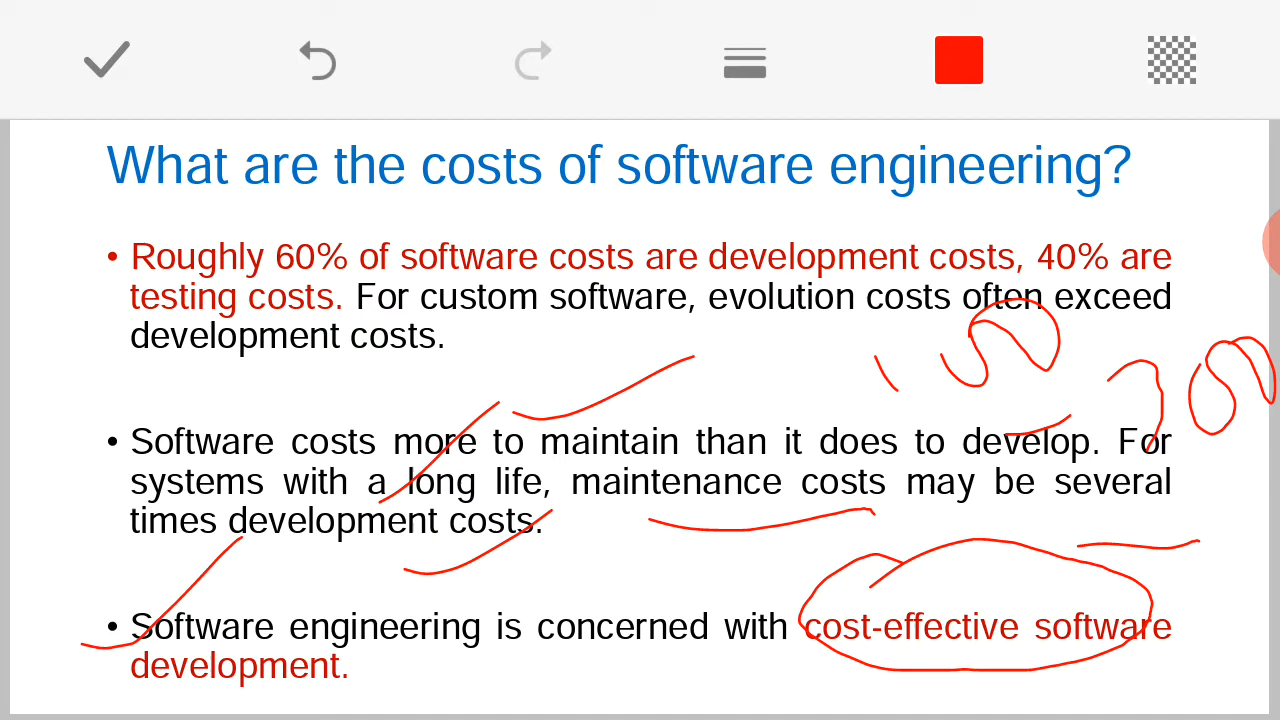 What are the costs of software engineering?
• Roughly 60% of software costs are development costs, 40% are
testing costs. For custom software, evolution costs often exceed
development costs.
• Software costs more to maintain than it does to develop. For
systems with a long life, maintenance costs may be several
times development costs.
• Software engineering is concerned with cost-effective software
development.